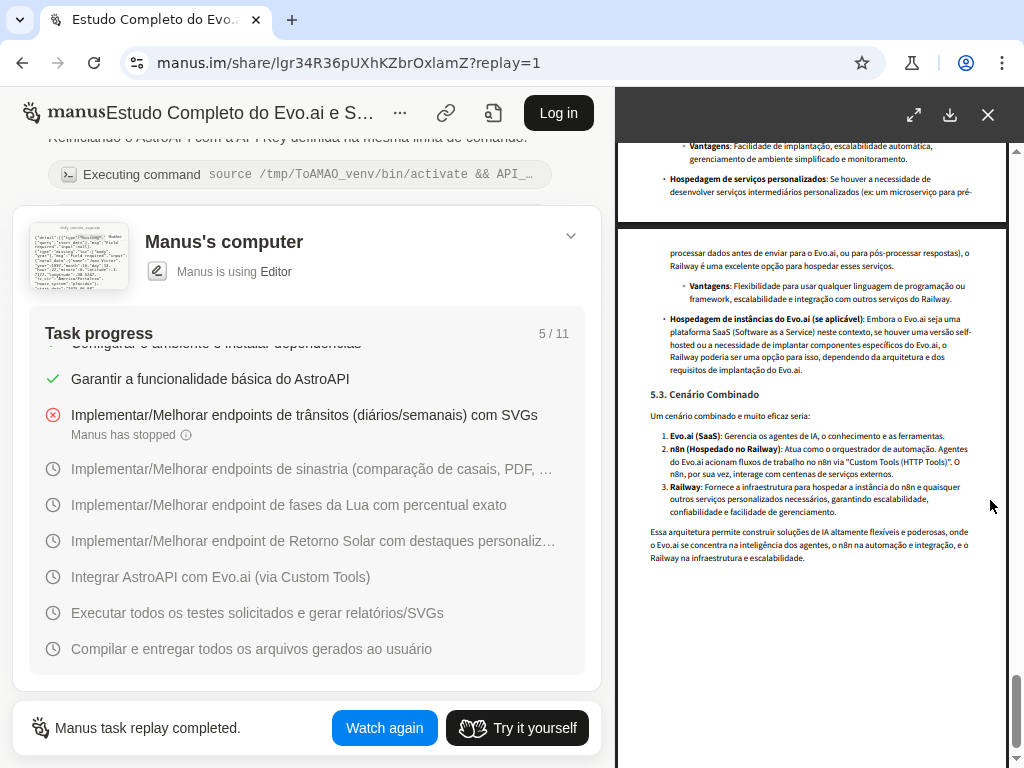 Estudo Completo do Evo.a
manus.im/share/lgr34R36pUXhKZbrOxlamZ?replay=1
manus
Estudo Completo do Evo.ai e S…
Log in
Reiniciando o AstroAPI com a API Key definida na mesma linha de comando.
Executing command source /tmp/ToAMAO_venv/bin/activate && API_…
Manus's computer
Manus is using Editor
Task progress
5 / 11
Configurar o ambiente e instalar dependências
Garantir a funcionalidade básica do AstroAPI
Implementar/Melhorar endpoints de trânsitos (diários/semanais) com SVGs
Manus has stopped
Implementar/Melhorar endpoints de sinastria (comparação de casais, PDF, …
Implementar/Melhorar endpoint de fases da Lua com percentual exato
Implementar/Melhorar endpoint de Retorno Solar com destaques personaliz…
Integrar AstroAPI com Evo.ai (via Custom Tools)
Executar todos os testes solicitados e gerar relatórios/SVGs
Compilar e entregar todos os arquivos gerados ao usuário
Manus task replay completed.
Watch again
Try it yourself
Vantagens: Facilidade de implantação, escalabilidade automática,
gerenciamento de ambiente simplificado e monitoramento.
• Hospedagem de serviços personalizados: Se houver a necessidade de
desenvolver serviços intermediários personalizados (ex: um microserviço para pré-
processar dados antes de enviar para o Evo.ai, ou para pós-processar respostas), o
Railway é uma excelente opção para hospedar esses serviços.
Vantagens: Flexibilidade para usar qualquer linguagem de programação ou
framework, escalabilidade e integração com outros serviços do Railway.
• Hospedagem de instâncias do Evo.ai (se aplicável): Embora o Evo.ai seja uma
plataforma SaaS (Software as a Service) neste contexto, se houver uma versão self-
hosted ou a necessidade de implantar componentes específicos do Evo.ai, o
Railway poderia ser uma opção para isso, dependendo da arquitetura e dos
requisitos de implantação do Evo.ai.
5.3. Cenário Combinado
Um cenário combinado e muito eficaz seria:
1. Evo.ai (SaaS): Gerencia os agentes de IA, o conhecimento e as ferramentas.
2. n8n (Hospedado no Railway): Atua como o orquestrador de automação. Agentes
do Evo.ai acionam fluxos de trabalho no n8n via "Custom Tools (HTTP Tools)". O
n8n, por sua vez, interage com centenas de serviços externos.
3. Railway: Fornece a infraestrutura para hospedar a instância do n8n e quaisquer
outros serviços personalizados necessários, garantindo escalabilidade,
confiabilidade e facilidade de gerenciamento.
Essa arquitetura permite construir soluções de IA altamente flexíveis e poderosas, onde
o Evo.ai se concentra na inteligência dos agentes, o n8n na automação e integração, e o
Railway na infraestrutura e escalabilidade.